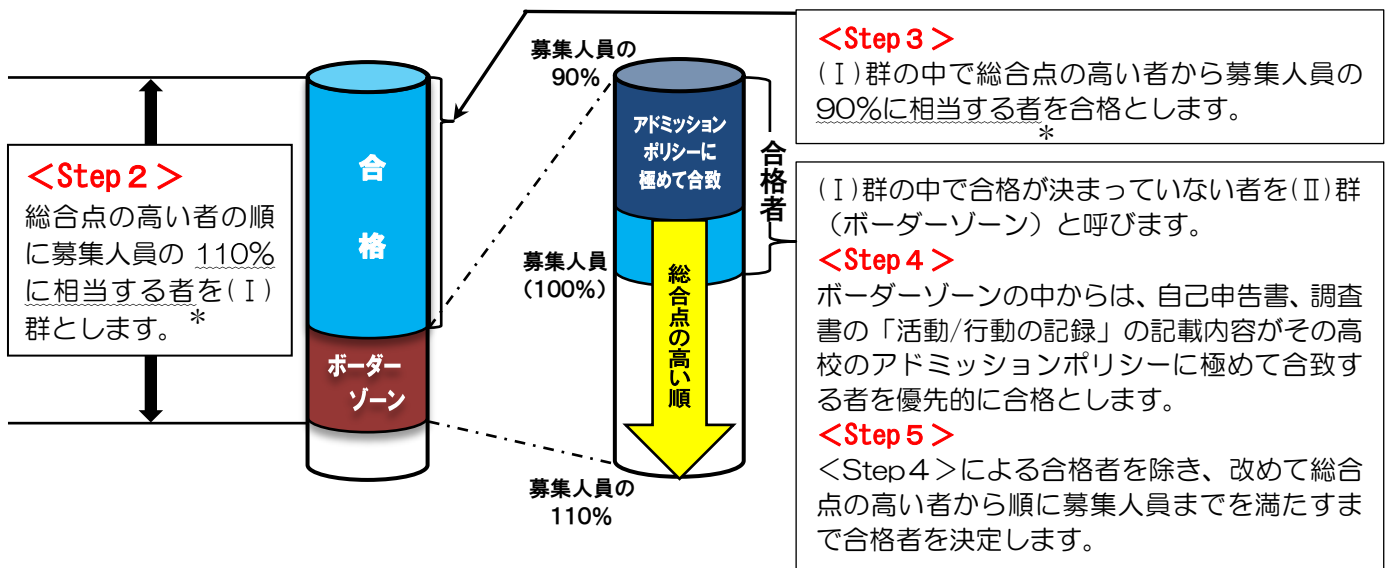 <Step2>
総合点の高い者の順
に募集人員の 110%
に相当する者を(Ⅰ)
群とします。 *
合
格
ボーダー
ゾーン
募集人員の
90%
アドミッション
ポリシーに
極めて合致
合格者
募集人員
(100%)
総合点の高い順
募集人員の
110%
<Step3>
(Ⅰ)群の中で総合点の高い者から募集人員の
90%に相当する者を合格とします。
*
(Ⅰ)群の中で合格が決まっていない者を(Ⅱ)群
(ボーダーゾーン)と呼びます。
<Step4>
ボーダーゾーンの中からは、自己申告書、調査
書の「活動/行動の記録」の記載内容がその高
校のアドミッションポリシーに極めて合致す
る者を優先的に合格とします。
<Step5>
<Step4>による合格者を除き、改めて総合
点の高い者から順に募集人員までを満たすま
で合格者を決定します。